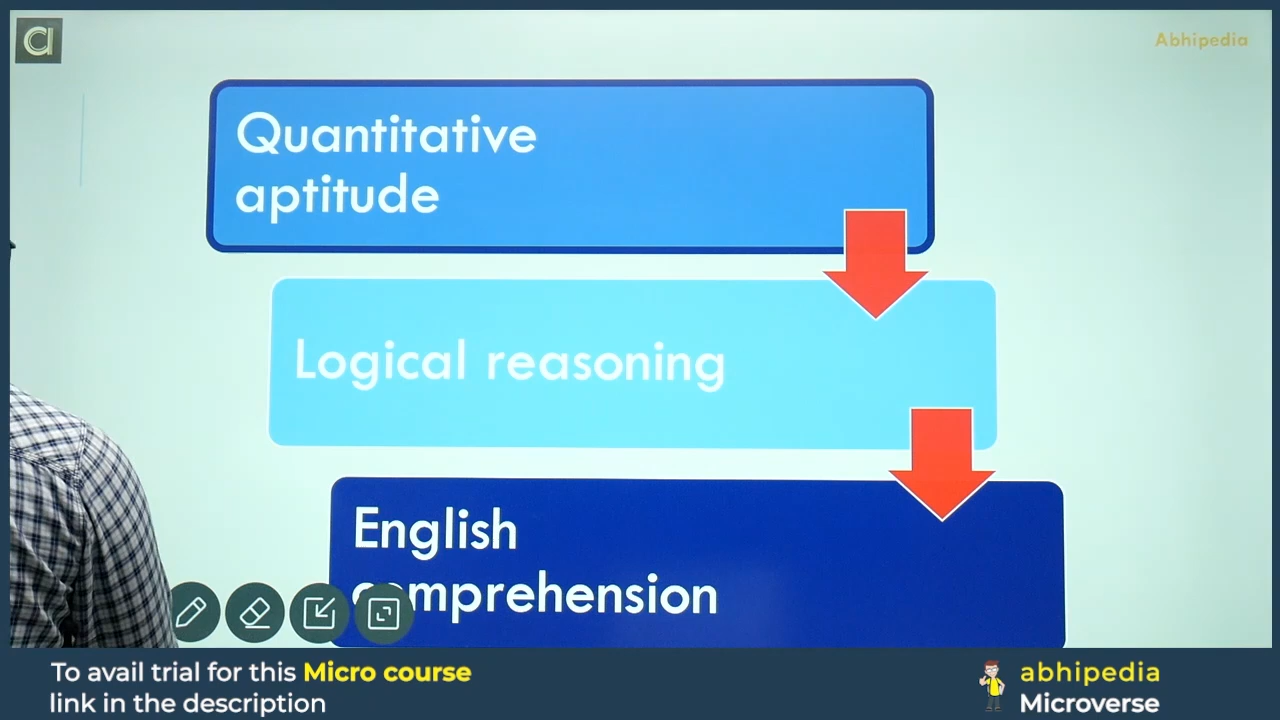 Abhipedia
Quantitative
aptitude
Logical reasoning
English
comprehension
To avail trial for this Micro course
link in the description
abhipedia
Microverse